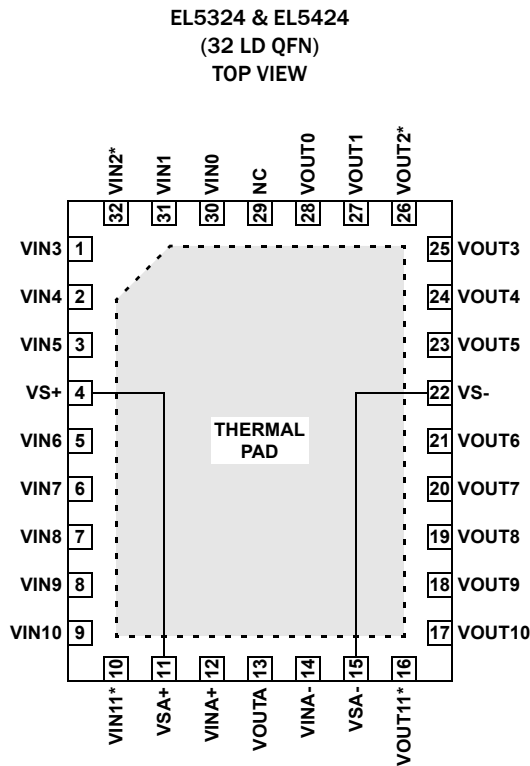 EL5324 & EL5424
(32 LD QFN)
TOP VIEW
VIN2*
VIN1
VIN0
NC
VOUT0
VOUT1
VOUT2*
32
31
30
29
28
27
26
VIN3 1
25 VOUT3
VIN4 2
24 VOUT4
VIN5 3
23 VOUT5
VS+ 4
22 VS-
VIN6 5
21 VOUT6
THERMAL
PAD
VIN7 6
20 VOUT7
VIN8 7
19 VOUT8
VIN9 8
18 VOUT9
VIN10 9
17 VOUT10
10
11
12
13
14
15
16
VIN11*
VSA+
VINA+
VOUTA
VINA-
VSA-
VOUT11*